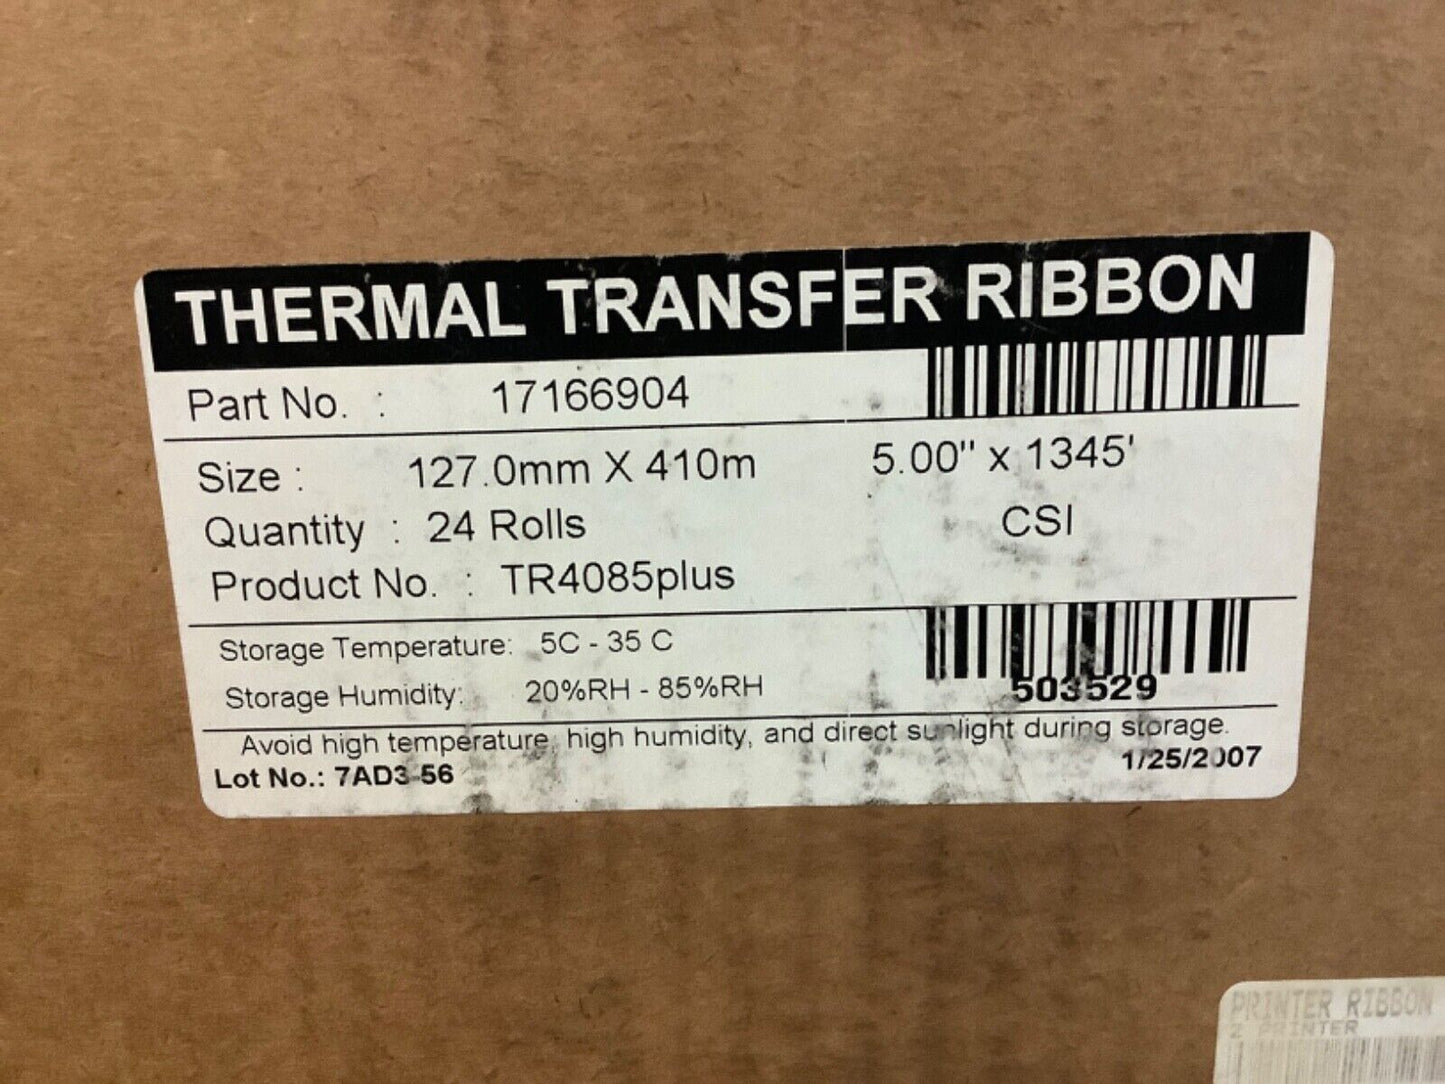 THERMAL TRANSFER RIBBON
Part No. : 17166904
Size : 127.0mm X 410m 5.00" x 1345'
Quantity : 24 Rolls CSI
Product No. : TR4085plus
Storage Temperature: 5C - 35 C
Storage Humidity: 20%RH - 85%RH
503529
Avoid high temperature, high humidity, and direct sunlight during storage.
Lot No.: 7AD3-56 1/25/2007
PRINTER RIBBON
2 PRINTER